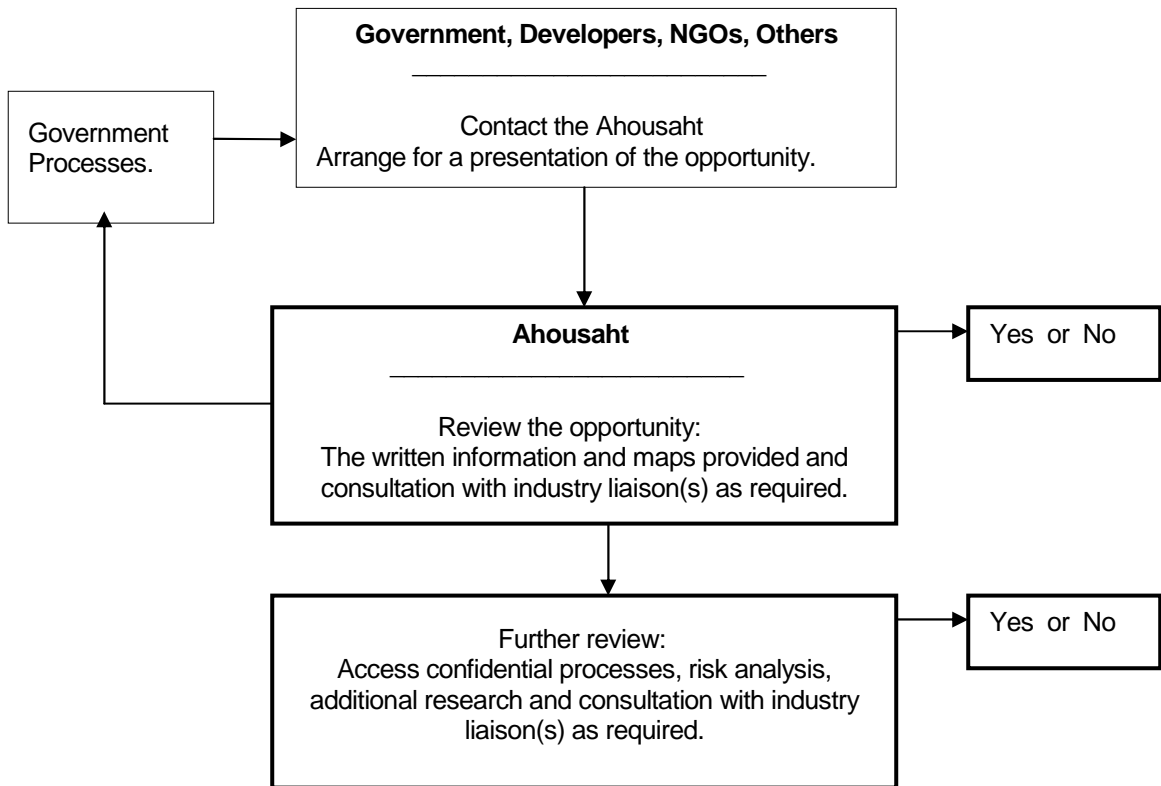 Government, Developers, NGOs, Others
Contact the Ahousaht
Arrange for a presentation of the opportunity.
Government
Processes.
Ahousaht
Review the opportunity:
The written information and maps provided and
consultation with industry liaison(s) as required.
Yes or No
Further review:
Access confidential processes, risk analysis,
additional research and consultation with industry
liaison(s) as required.
Yes or No